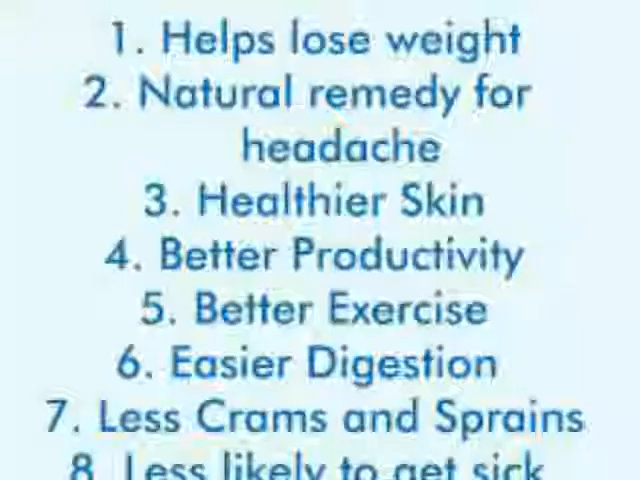 1. Helps lose weight
2. Natural remedy for
headache
3. Healthier Skin
4. Better Productivity
5. Better Exercise
6. Easier Digestion
7. Less Crams and Sprains
8. Less likely to get sick